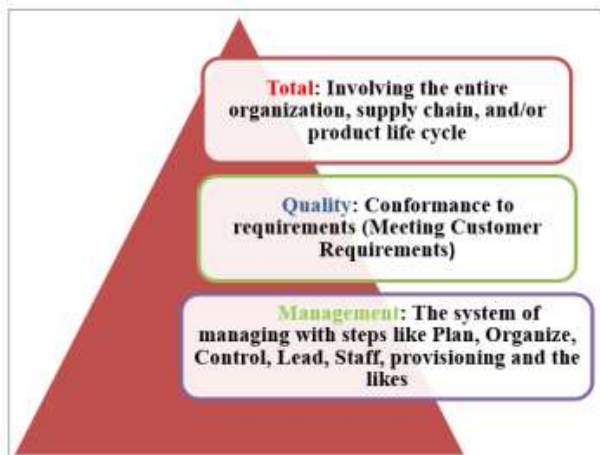 Total: Involving the entire
organization, supply chain, and/or
product life cycle
Quality: Conformance to
requirements (Meeting Customer
Requirements)
Management: The system of
managing with steps like Plan, Organize,
Control, Lead, Staff, provisioning and the
likes